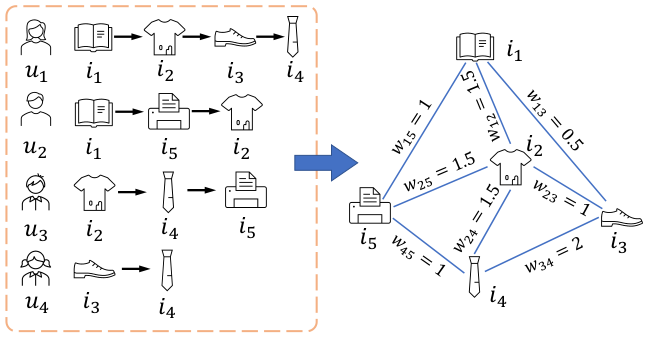 u₁ i₁ i₂ i₃ i₄
u₂ i₁ i₅ i₂
u₃ i₂ i₄ i₅
u₄ i₃ i₄
i₁
w₁₅ = 1
w₁₂ = 1.5
w₁₃ = 0.5
i₂
w₂₅ = 1.5
w₂₃ = 1
i₅
w₂₄ = 1.5
i₃
w₄₅ = 1
w₃₄ = 2
i₄